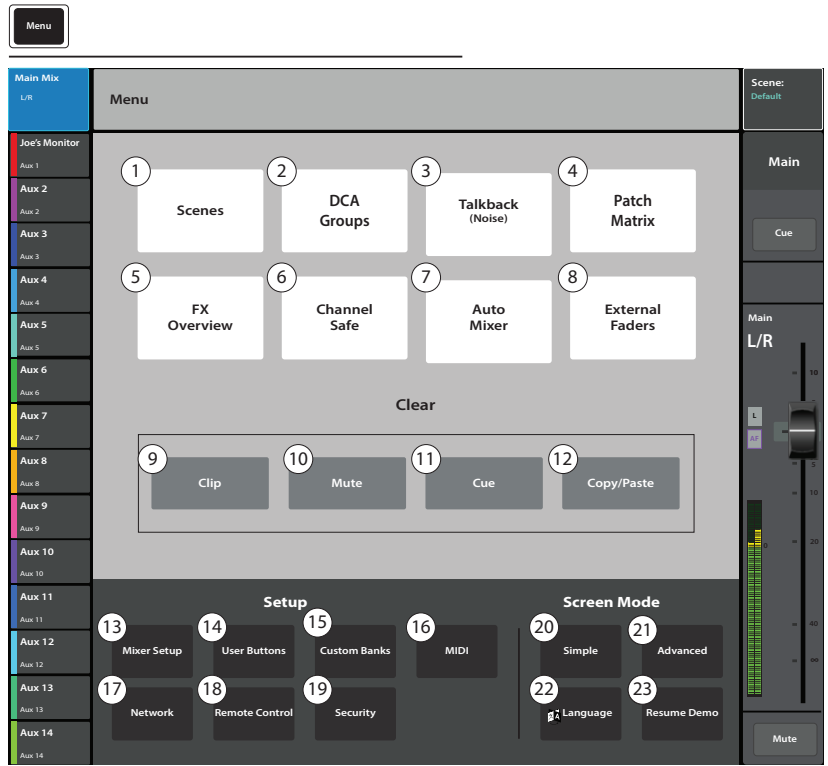 Menu
Main Mix
L/R
Menu
Scene:
Default
Joe's Monitor
Aux 1
Aux 2
Aux 2
Aux 3
Aux 3
Aux 4
Aux 4
Aux 5
Aux 5
Aux 6
Aux 6
Aux 7
Aux 7
Aux 8
Aux 8
Aux 9
Aux 9
Aux 10
Aux 10
Aux 11
Aux 11
Aux 12
Aux 12
Aux 13
Aux 13
Aux 14
Aux 14
1
Scenes
2
DCA
Groups
3
Talkback
(Noise)
4
Patch
Matrix
5
FX
Overview
6
Channel
Safe
7
Auto
Mixer
8
External
Faders
Clear
9
Clip
10
Mute
11
Cue
12
Copy/Paste
Setup
13
Mixer Setup
14
User Buttons
15
Custom Banks
16
MIDI
17
Network
18
Remote Control
19
Security
Screen Mode
20
Simple
21
Advanced
22
Language
23
Resume Demo
Main
Cue
Main
L/R
10
L
AF
5
10
0
20
40
∞
Mute